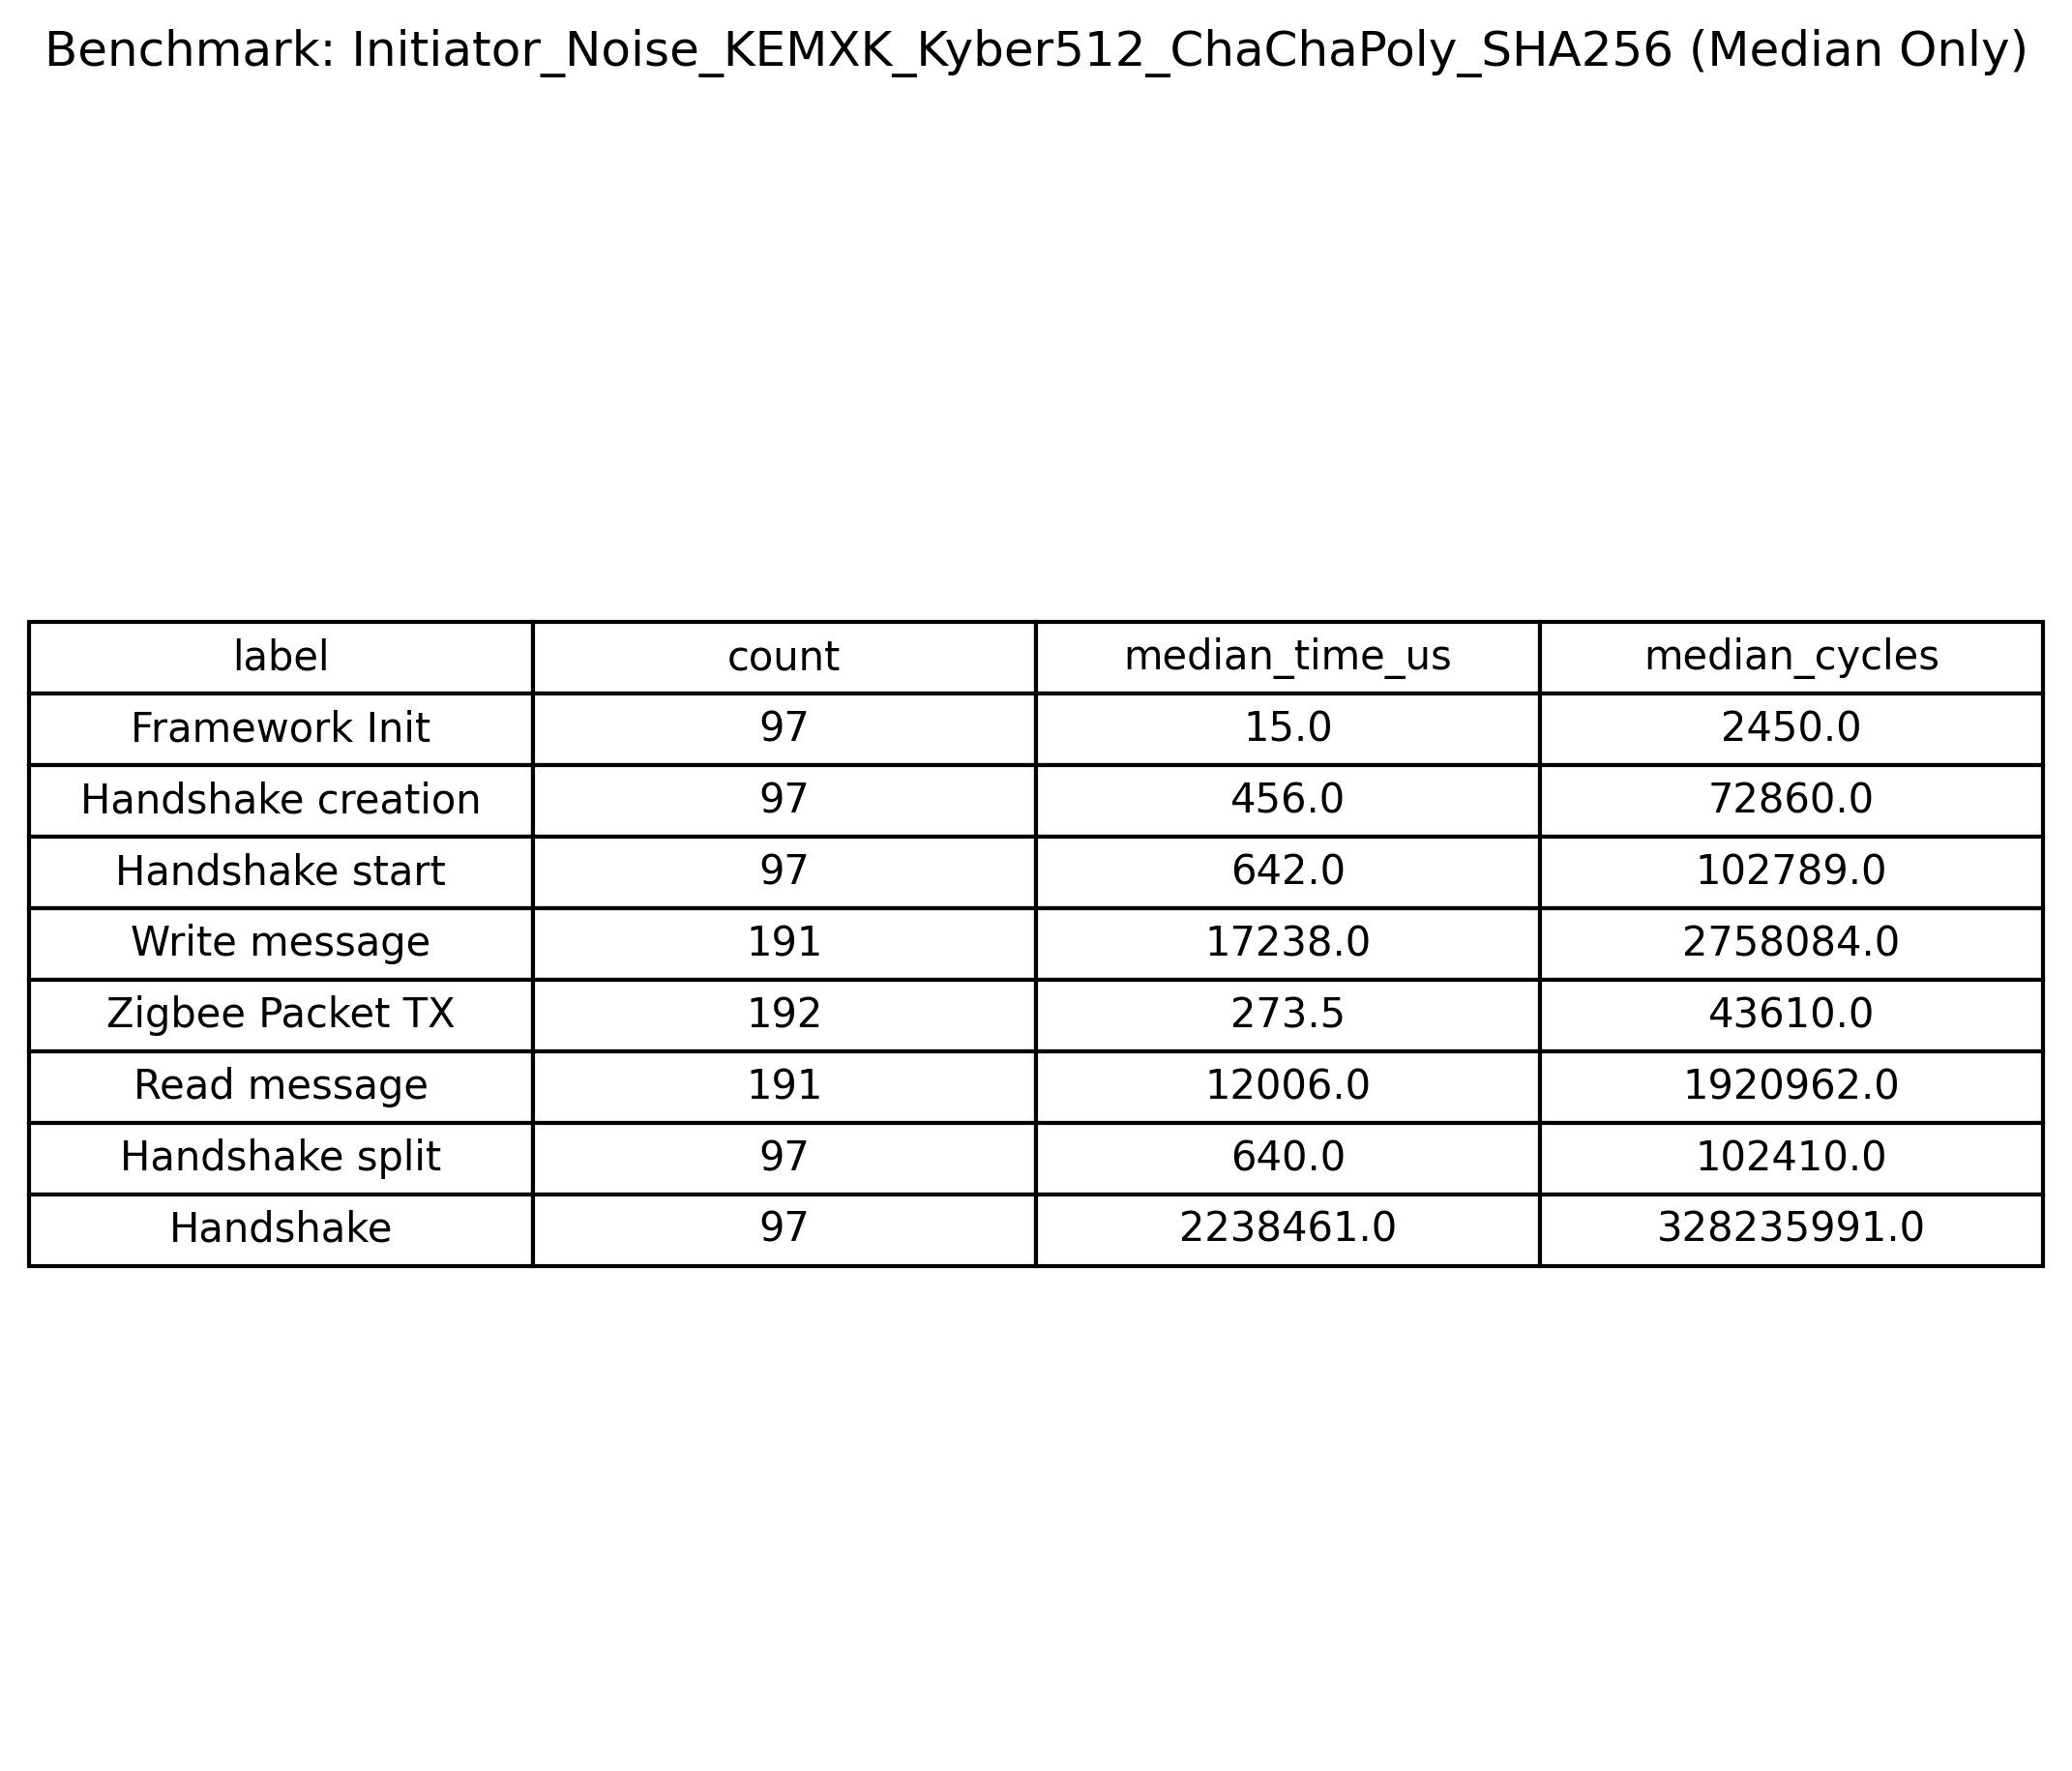 Benchmark: Initiator_Noise_KEMXK_Kyber512_ChaChaPoly_SHA256 (Median Only)
label count median_time_us median_cycles
Framework Init 97 15.0 2450.0
Handshake creation 97 456.0 72860.0
Handshake start 97 642.0 102789.0
Write message 191 17238.0 2758084.0
Zigbee Packet TX 192 273.5 43610.0
Read message 191 12006.0 1920962.0
Handshake split 97 640.0 102410.0
Handshake 97 2238461.0 328235991.0